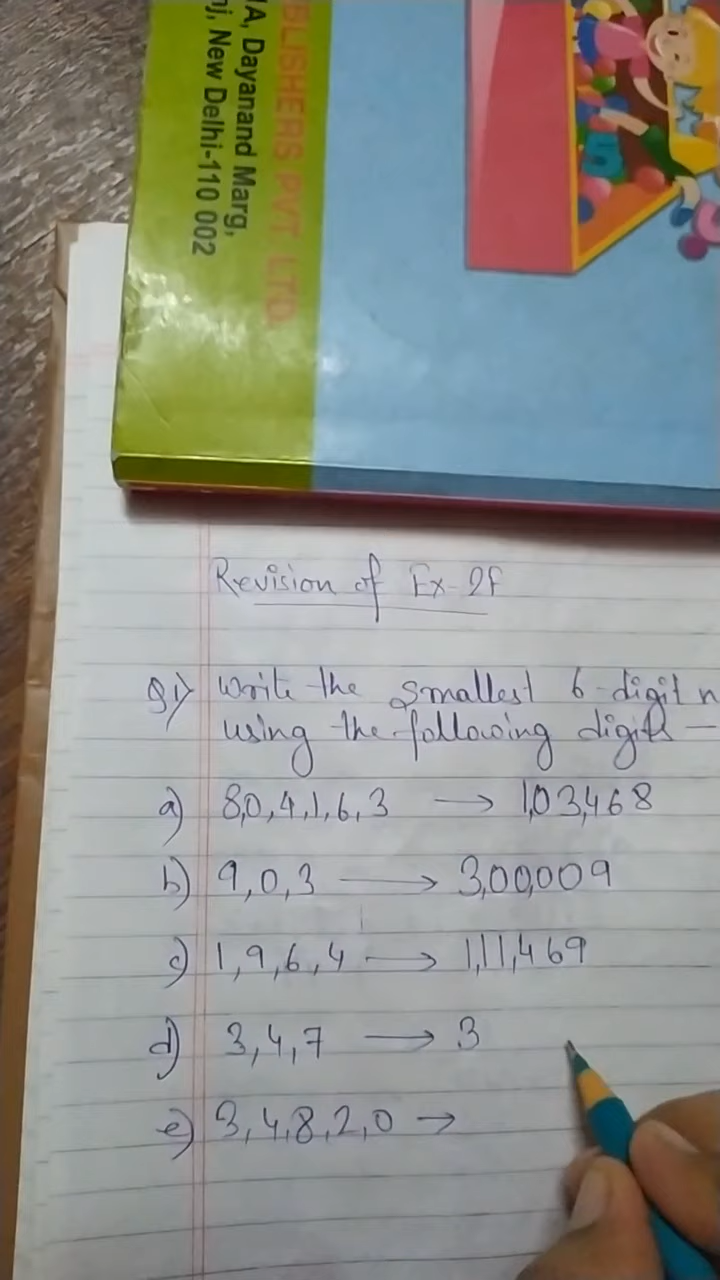 BLISHERS PVT. LTD.
A, Dayanand Marg,
New Delhi-110 002
Revision of Ex-2F
Q1) Write the smallest 6-digit n
using the following digits —
a) 8,0,4,1,6,3 → 1,03,468
b) 9,0,3 → 3,00,009
c) 1,9,6,4 → 1,11,469
d) 3,4,7 → 3
e) 3,4,8,2,0 →